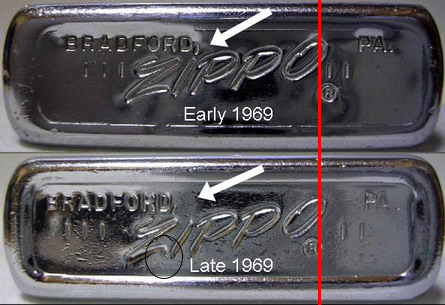 BRADFORD, PA.
||| ZIPPO || ®
Early 1969
BRADFORD. PA.
|| ZIPPO || ®
Late 1969